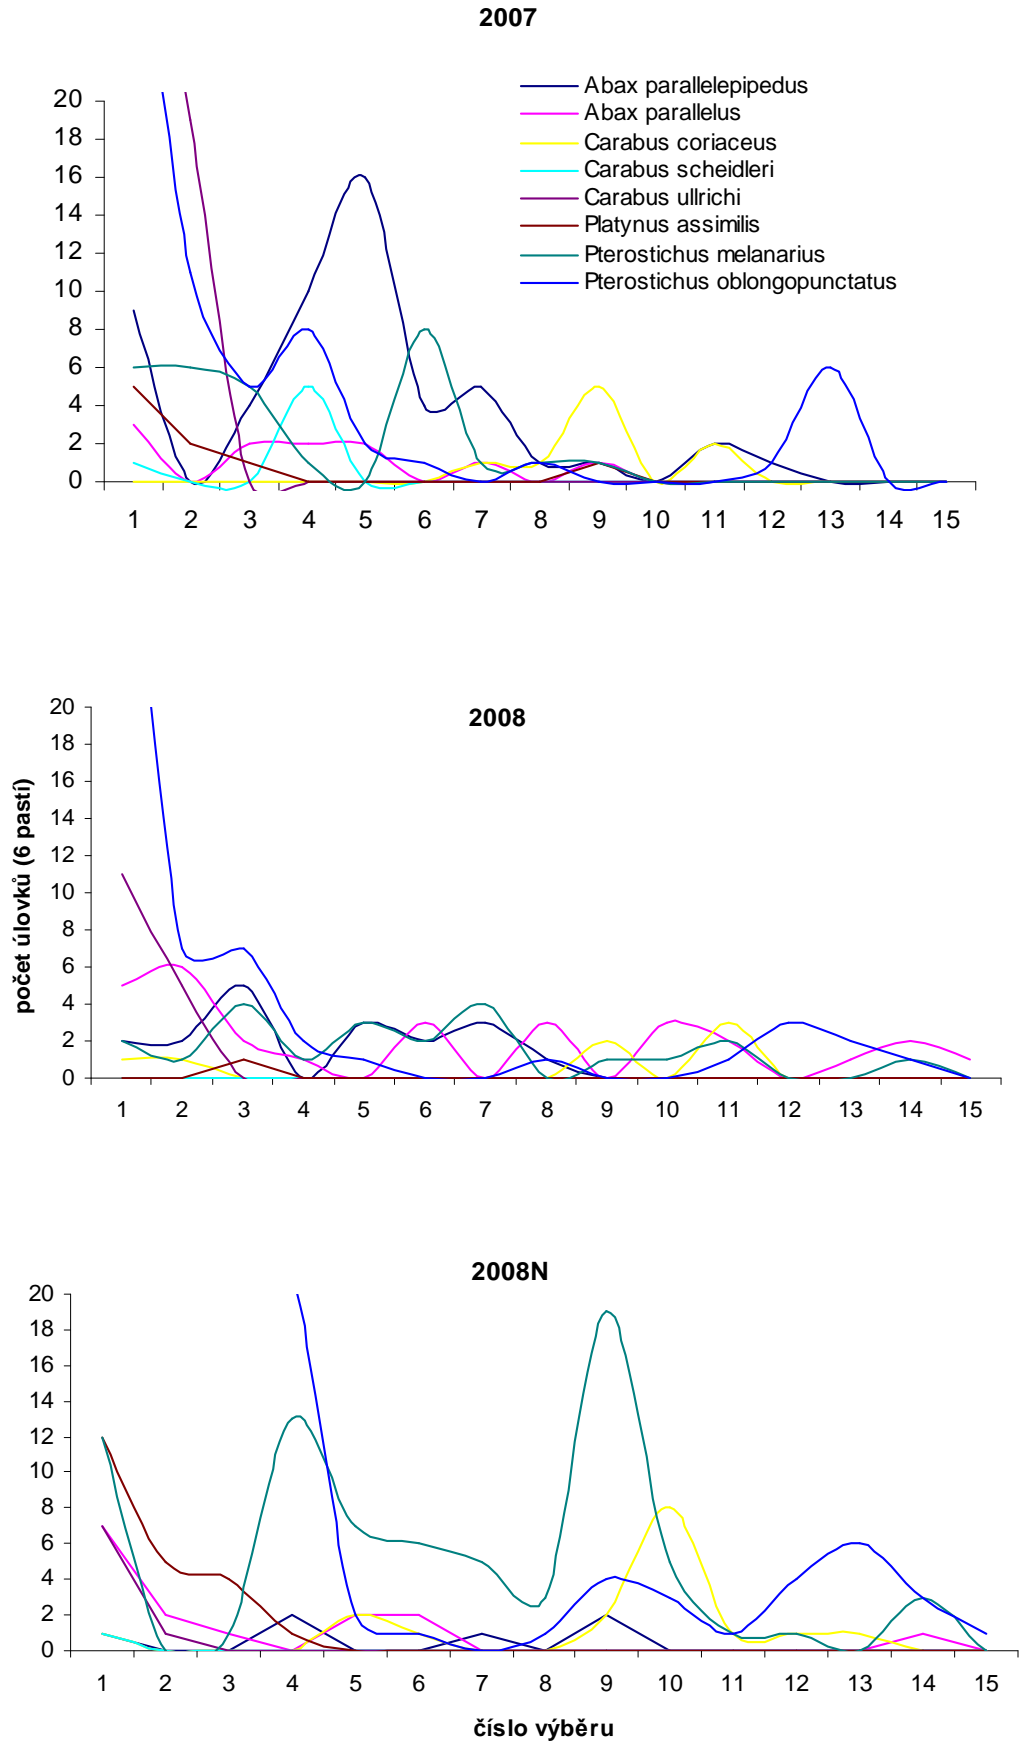 2007
Abax parallelepipedus
Abax parallelus
Carabus coriaceus
Carabus scheidleri
Carabus ullrichi
Platynus assimilis
Pterostichus melanarius
Pterostichus oblongopunctatus
20
18
16
14
12
10
8
6
4
2
0
1 2 3 4 5 6 7 8 9 10 11 12 13 14 15
2008
počet úlovků (6 pastí)
20
18
16
14
12
10
8
6
4
2
0
1 2 3 4 5 6 7 8 9 10 11 12 13 14 15
2008N
20
18
16
14
12
10
8
6
4
2
0
1 2 3 4 5 6 7 8 9 10 11 12 13 14 15
číslo výběru